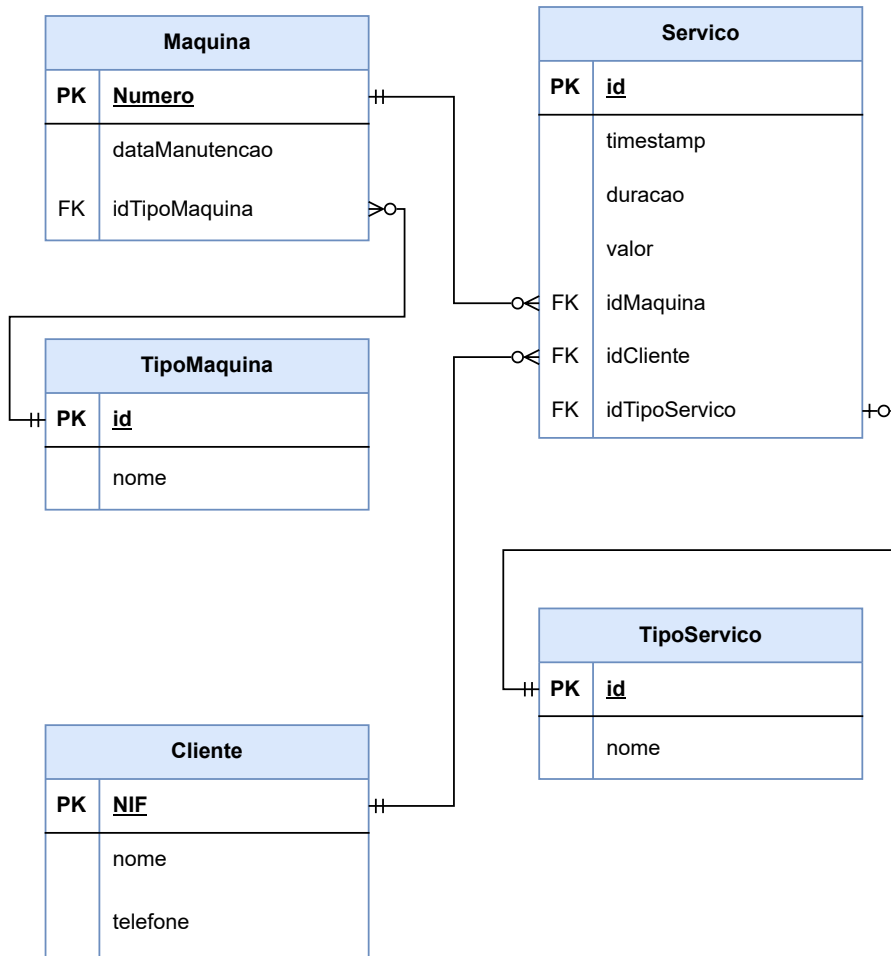 Maquina
PK Numero
dataManutencao
FK idTipoMaquina
Servico
PK id
timestamp
duracao
valor
FK idMaquina
FK idCliente
FK idTipoServico
TipoMaquina
PK id
nome
TipoServico
PK id
nome
Cliente
PK NIF
nome
telefone